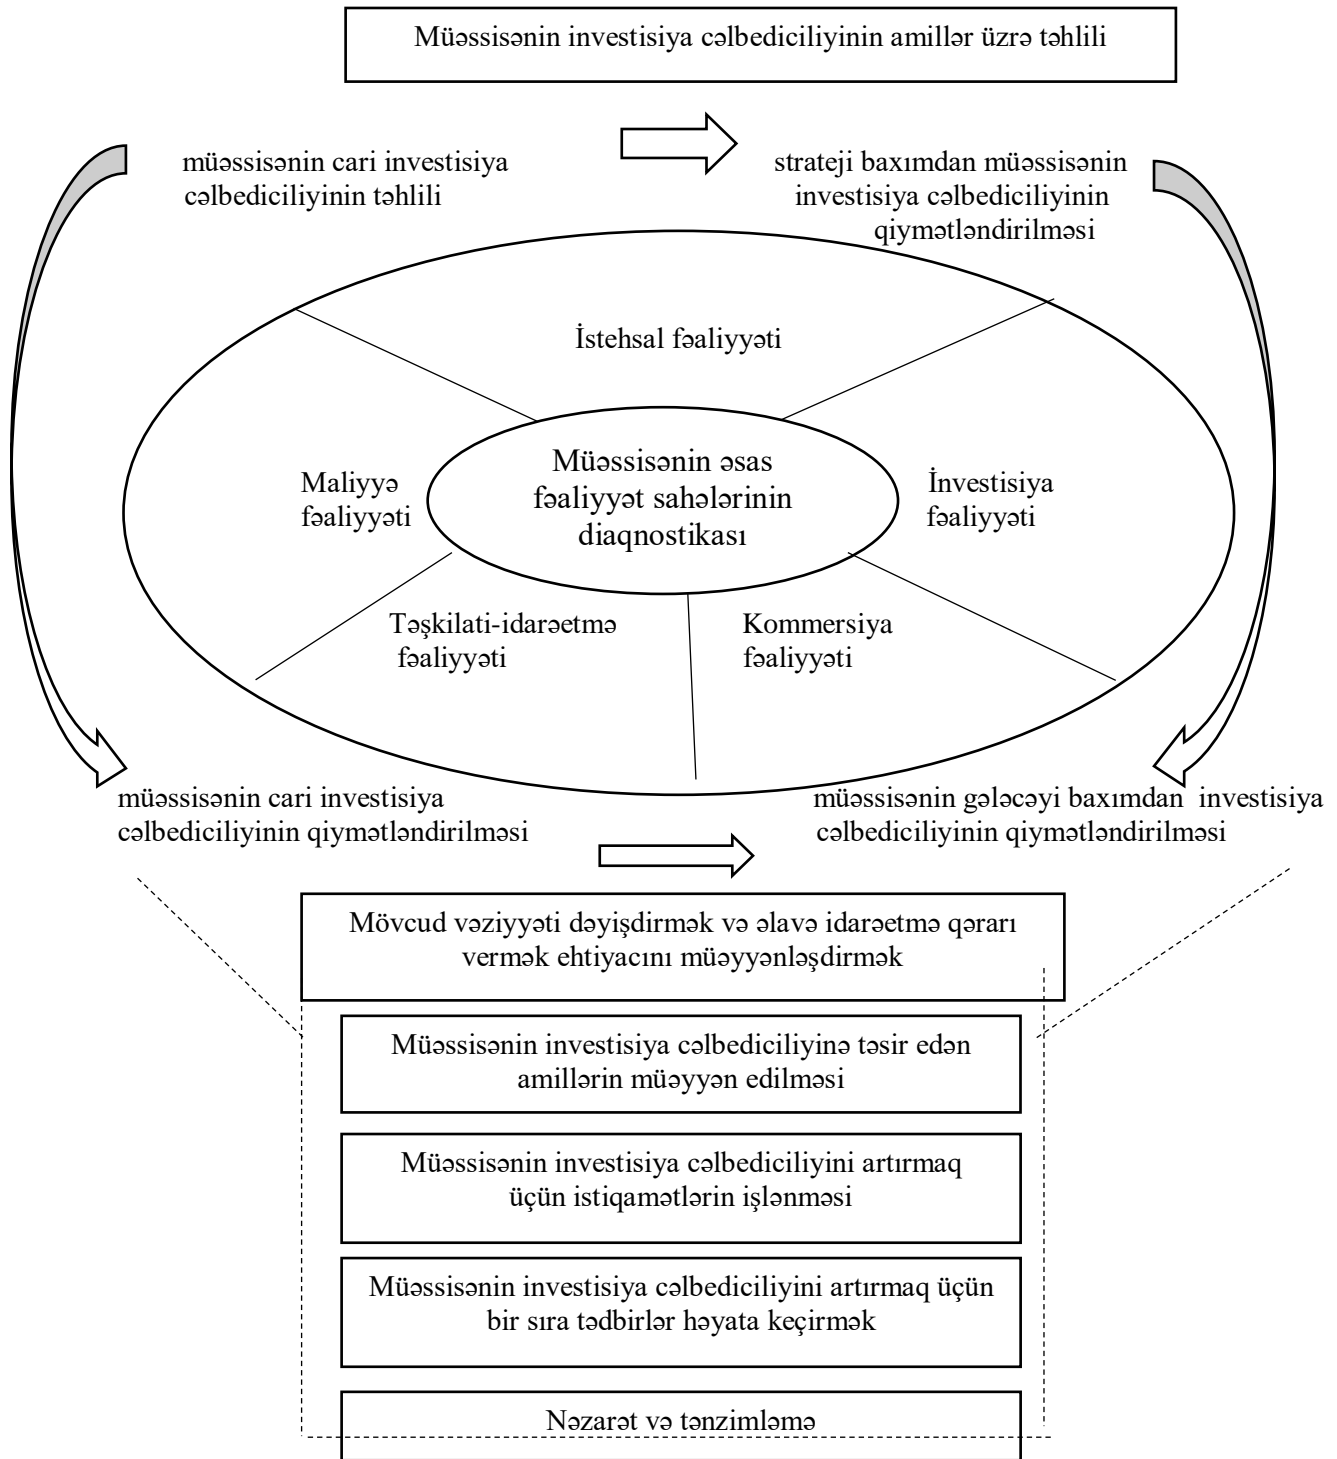 Müəssisənin investisiya cəlbediciliyinin amillər üzrə təhlili
müəssisənin cari investisiya
cəlbediciliyinin təhlili
strateji baxımdan müəssisənin
investisiya cəlbediciliyinin
qiymətləndirilməsi
İstehsal fəaliyyəti
Maliyyə
fəaliyyəti
Müəssisənin əsas
fəaliyyət sahələrinin
diaqnostikası
İnvestisiya
fəaliyyəti
Təşkilati-idarəetmə
fəaliyyəti
Kommersiya
fəaliyyəti
müəssisənin cari investisiya
cəlbediciliyinin qiymətləndirilməsi
müəssisənin gələcəyi baxımdan investisiya
cəlbediciliyinin qiymətləndirilməsi
Mövcud vəziyyəti dəyişdirmək və əlavə idarəetmə qərarı
vermək ehtiyacını müəyyənləşdirmək
Müəssisənin investisiya cəlbediciliyinə təsir edən
amillərin müəyyən edilməsi
Müəssisənin investisiya cəlbediciliyini artırmaq
üçün istiqamətlərin işlənməsi
Müəssisənin investisiya cəlbediciliyini artırmaq üçün
bir sıra tədbirlər həyata keçirmək
Nəzarət və tənzimləmə